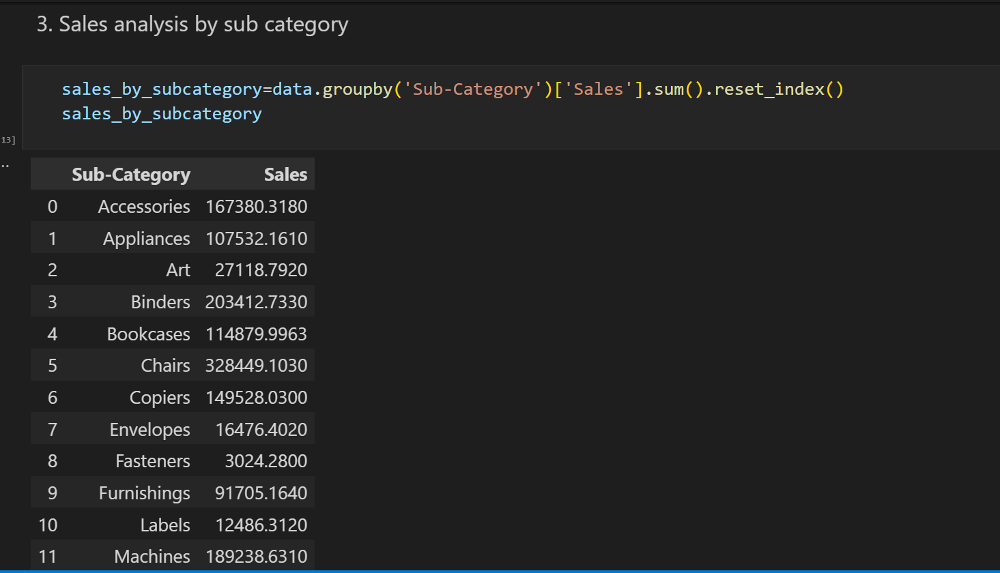 3. Sales analysis by sub category
sales_by_subcategory=data.groupby('Sub-Category')['Sales'].sum().reset_index()
sales_by_subcategory
13]
..
Sub-Category Sales
0 Accessories 167380.3180
1 Appliances 107532.1610
2 Art 27118.7920
3 Binders 203412.7330
4 Bookcases 114879.9963
5 Chairs 328449.1030
6 Copiers 149528.0300
7 Envelopes 16476.4020
8 Fasteners 3024.2800
9 Furnishings 91705.1640
10 Labels 12486.3120
11 Machines 189238.6310